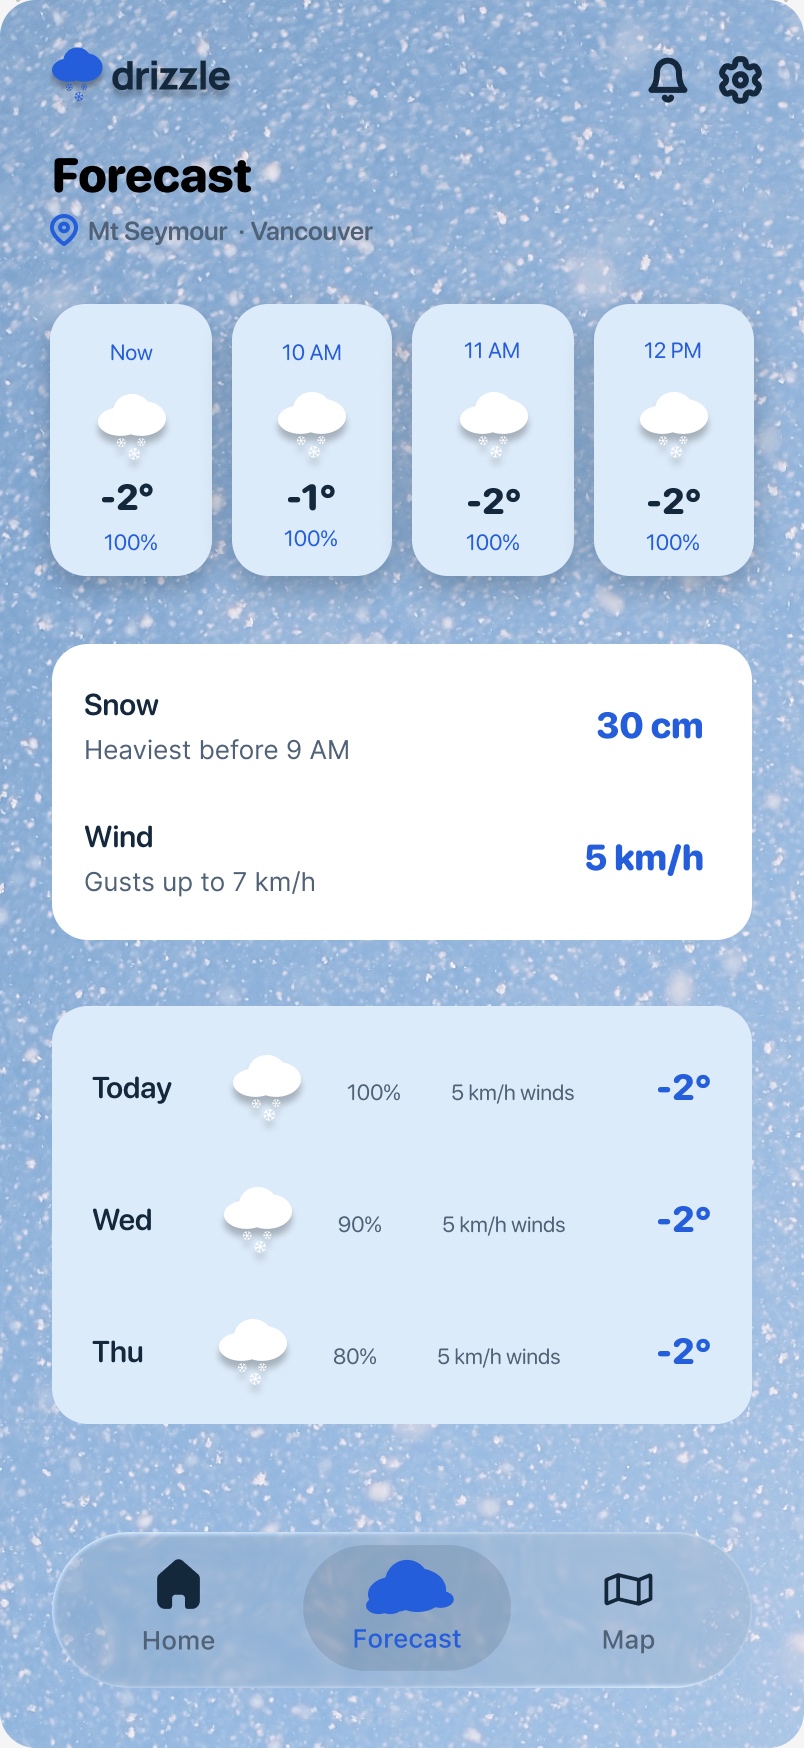 drizzle
Forecast
Mt Seymour · Vancouver
Now 10 AM 11 AM 12 PM
-2° -1° -2° -2°
100% 100% 100% 100%
Snow
Heaviest before 9 AM
30 cm
Wind
Gusts up to 7 km/h
5 km/h
Today 100% 5 km/h winds -2°
Wed 90% 5 km/h winds -2°
Thu 80% 5 km/h winds -2°
Home Forecast Map